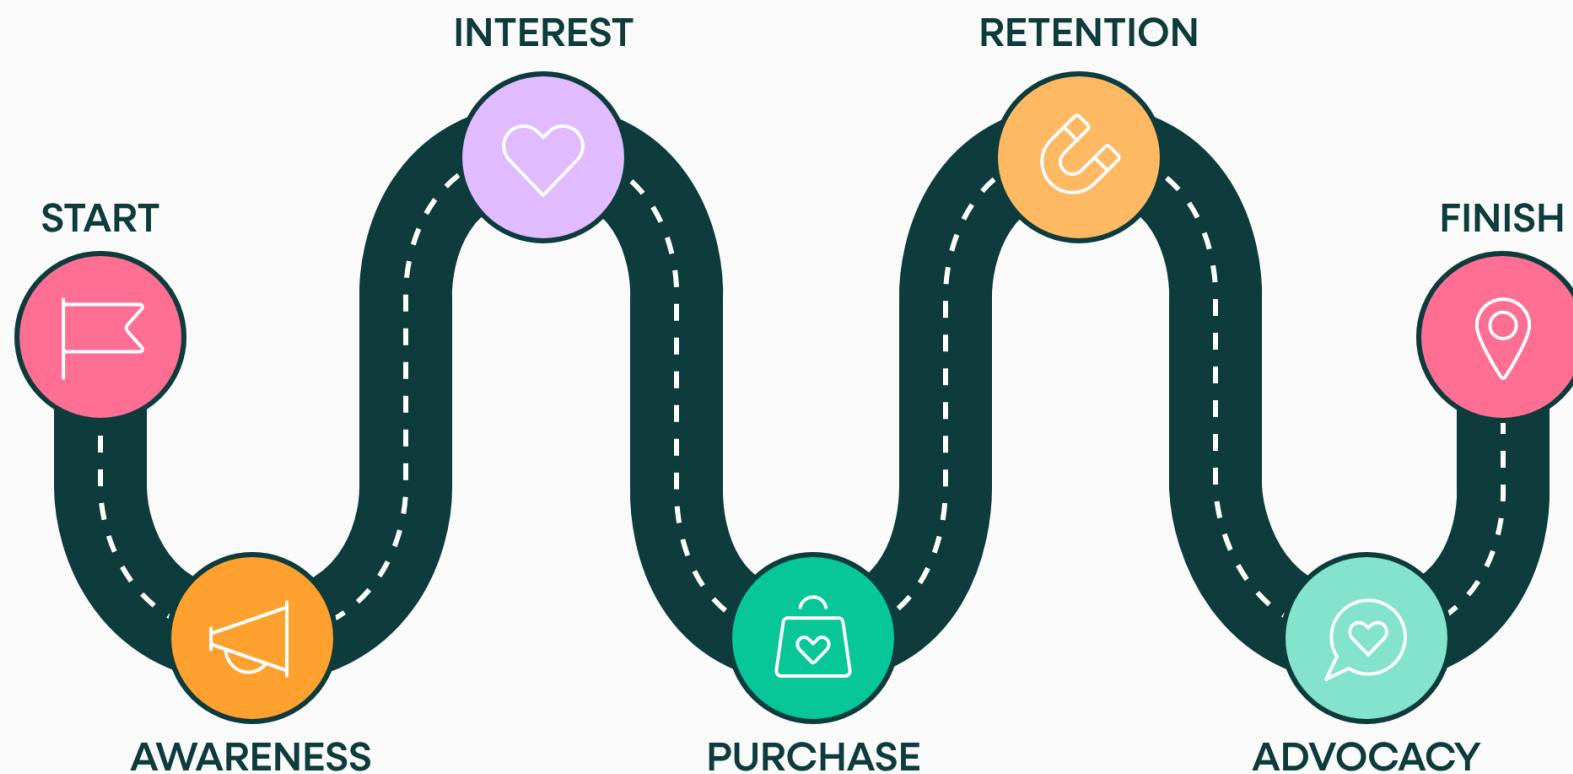 START
AWARENESS
INTEREST
PURCHASE
RETENTION
ADVOCACY
FINISH